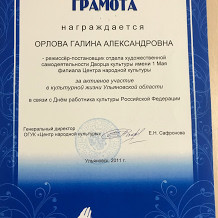 ГРАМОТА
награждается
ОРЛОВА ГАЛИНА АЛЕКСАНДРОВНА
- режиссёр-постановщик отдела художественной
самодеятельности Дворца культуры имени 1 Мая
филиала Центра народной культуры
за активное участие
в культурной жизни Ульяновской области
в связи с Днём работника культуры Российской Федерации
Генеральный директор
ОГУК «Центр народной культуры»
Е.Н. Сафронова
Ульяновск, 2011 г.